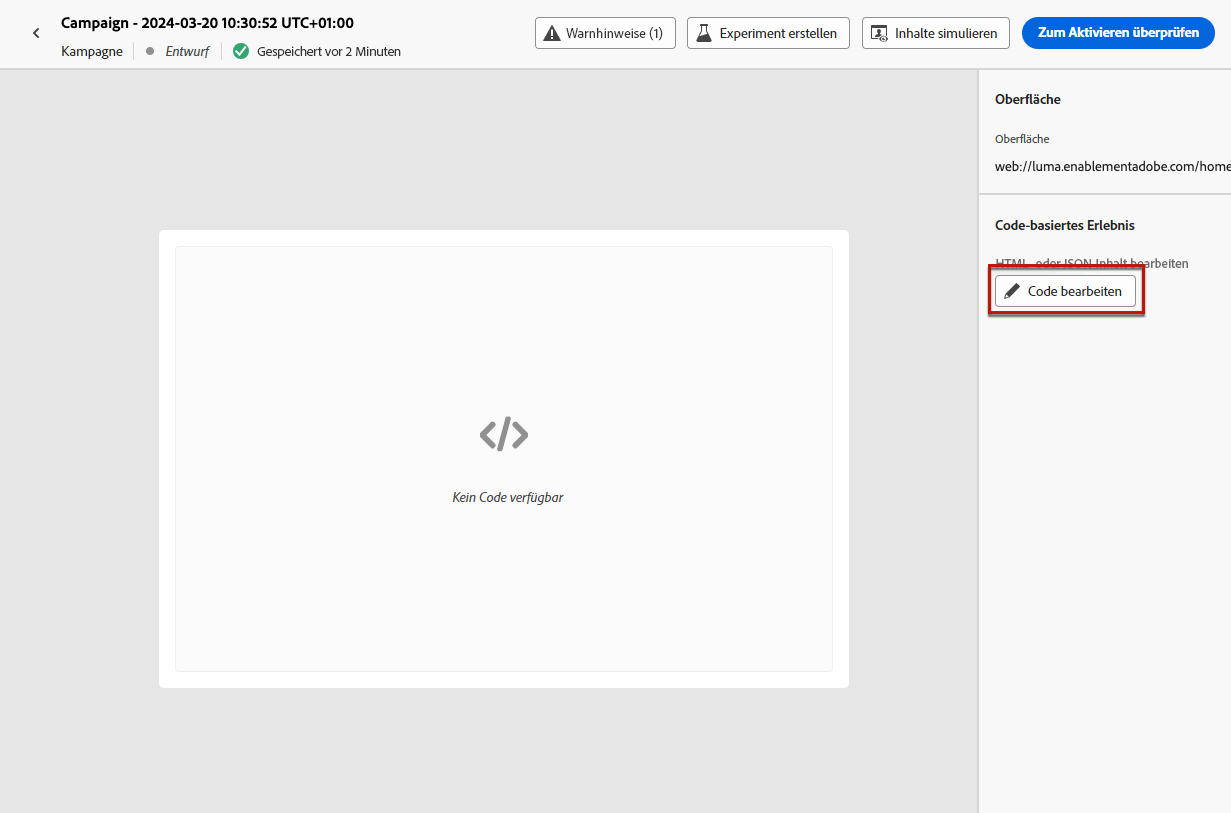 Campaign - 2024-03-20 10:30:52 UTC+01:00
Kampagne
Entwurf
Gespeichert vor 2 Minuten
Warnhinweise (1)
Experiment erstellen
Inhalte simulieren
Zum Aktivieren überprüfen
Oberfläche
Oberfläche
web://luma.enablementadobe.com/home
Code-basiertes Erlebnis
HTML- oder JSON-Inhalt bearbeiten
Code bearbeiten
Kein Code verfügbar